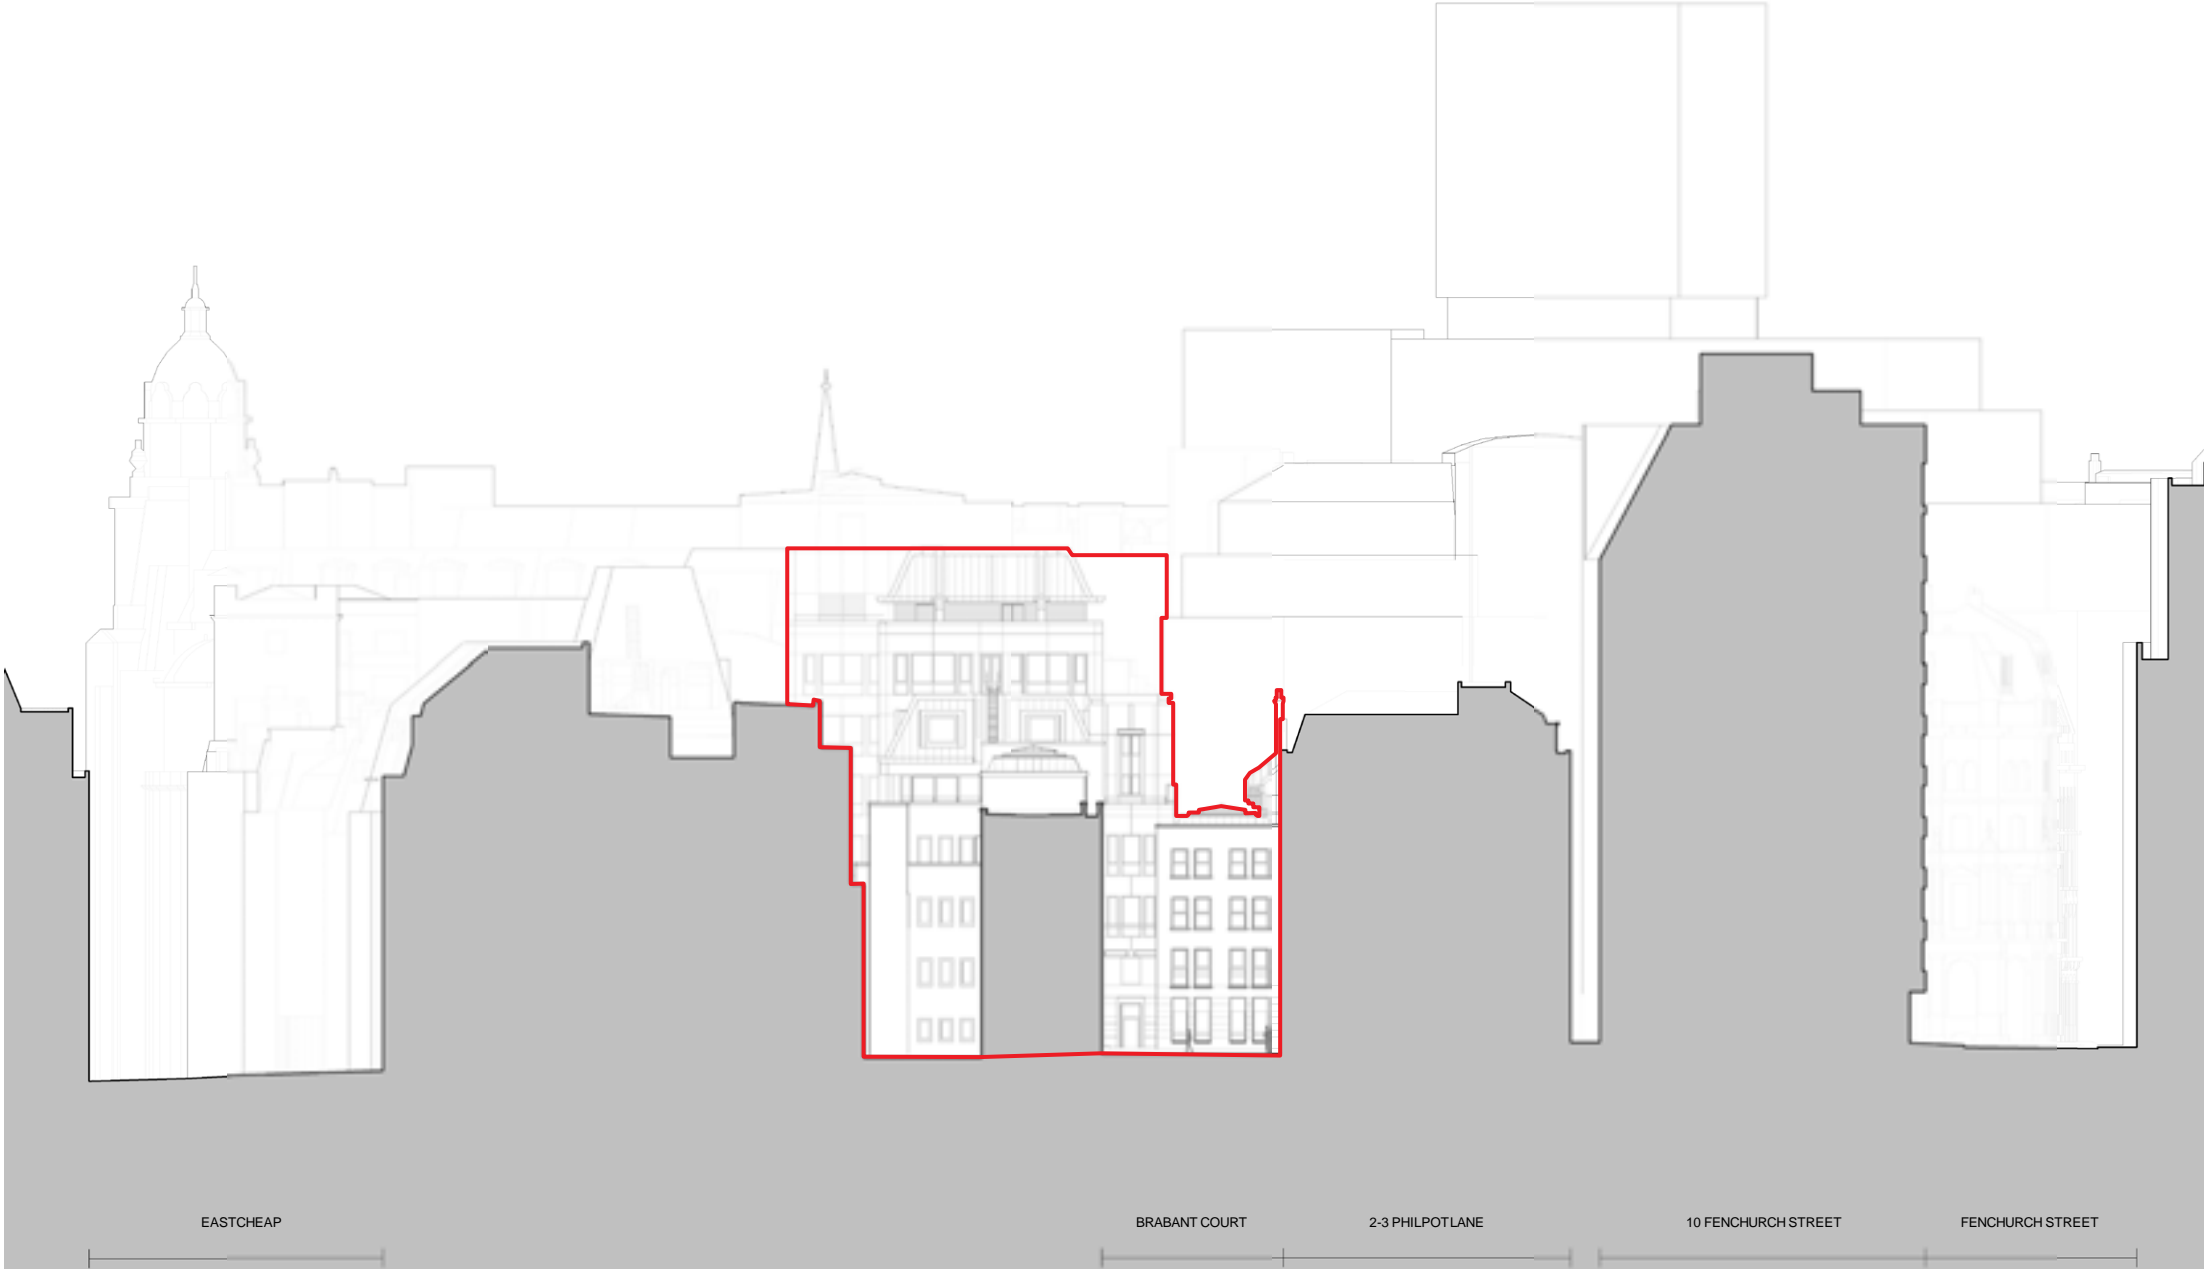 EASTCHEAP
BRABANT COURT
2-3 PHILPOT LANE
10 FENCHURCH STREET
FENCHURCH STREET